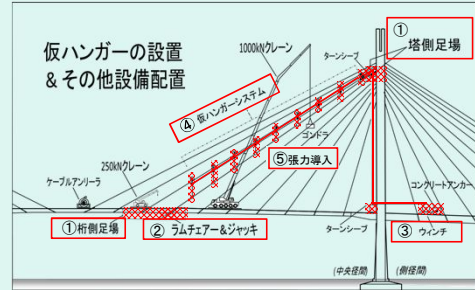 仮ハンガーの設置
& その他設備配置
1000kNクレーン
ターンシーブ
①
塔側足場
④
仮ハンガーシステム
ゴンドラ
⑤張力導入
250kNクレーン
ケーブルアンリーラ
コンクリートアンカー
①桁側足場
② ラムチェアー&ジャッキ
ターンシーブ
③ ウィンチ
(中央径間)
(側径間)